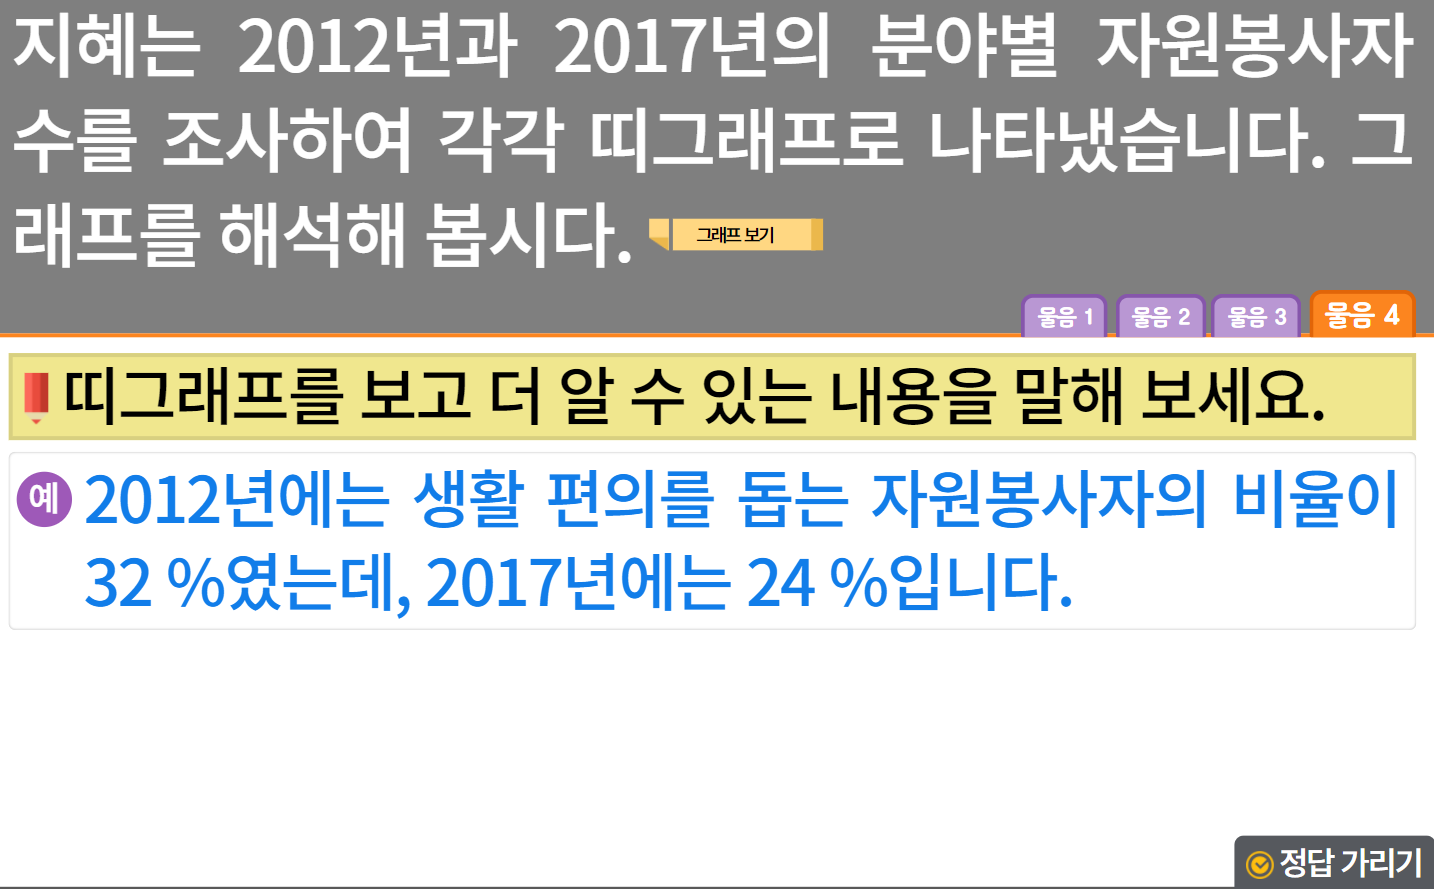 지혜는 2012년과 2017년의 분야별 자원봉사자
수를 조사하여 각각 띠그래프로 나타냈습니다. 그
래프를 해석해 봅시다. 그래프 보기
물음 1 물음 2 물음 3 물음 4
띠그래프를 보고 더 알 수 있는 내용을 말해 보세요.
예 2012년에는 생활 편의를 돕는 자원봉사자의 비율이
32 %였는데, 2017년에는 24 %입니다.
정답 가리기